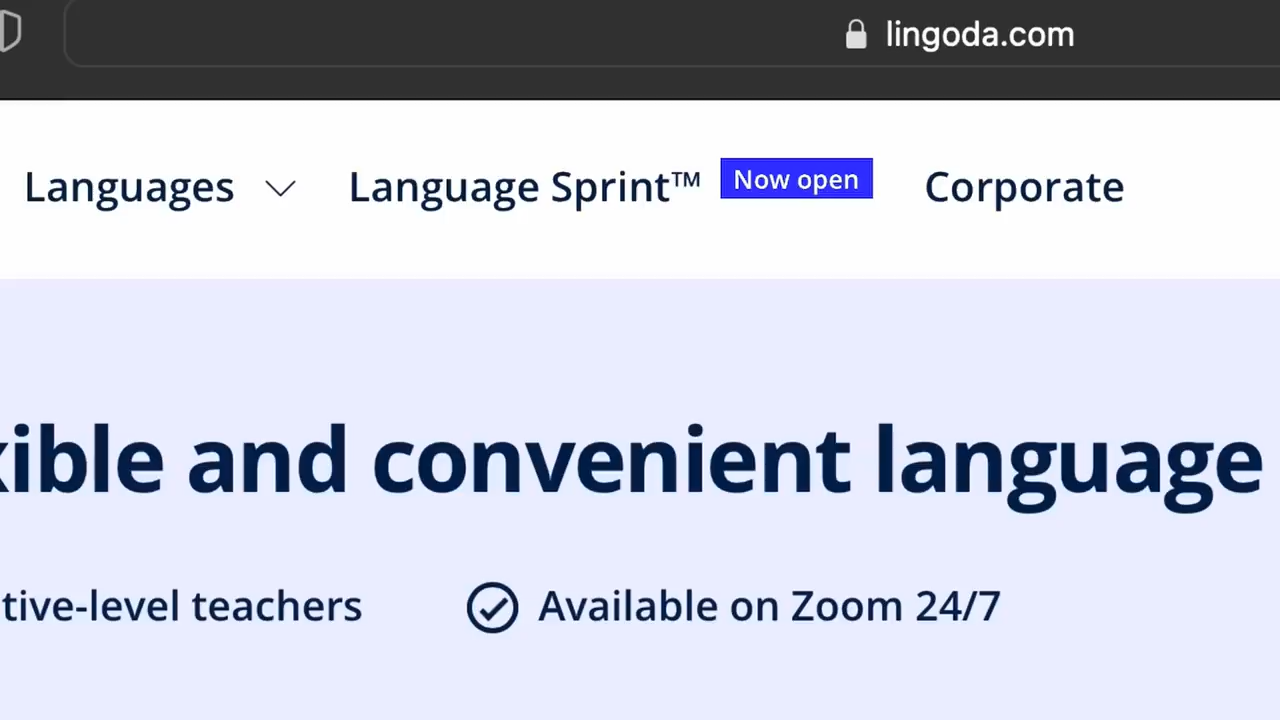 lingoda.com
Languages Language Sprint™ Now open Corporate
xible and convenient language
tive-level teachers Available on Zoom 24/7